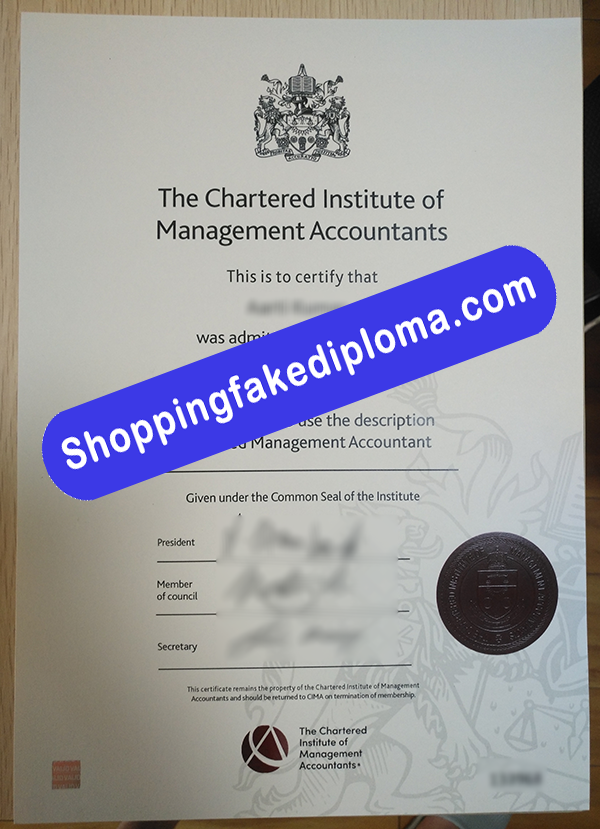 The Chartered Institute of
Management Accountants
This is to certify that
was
Shoppingfakediploma.com
use the description
Management Accountant
Given under the Common Seal of the Institute
President
Member
of council
Secretary
This certificate remains the property of the Chartered Institute of Management
Accountants and should be returned to CIMA on termination of membership.
The Chartered
Institute of
Management
Accountants